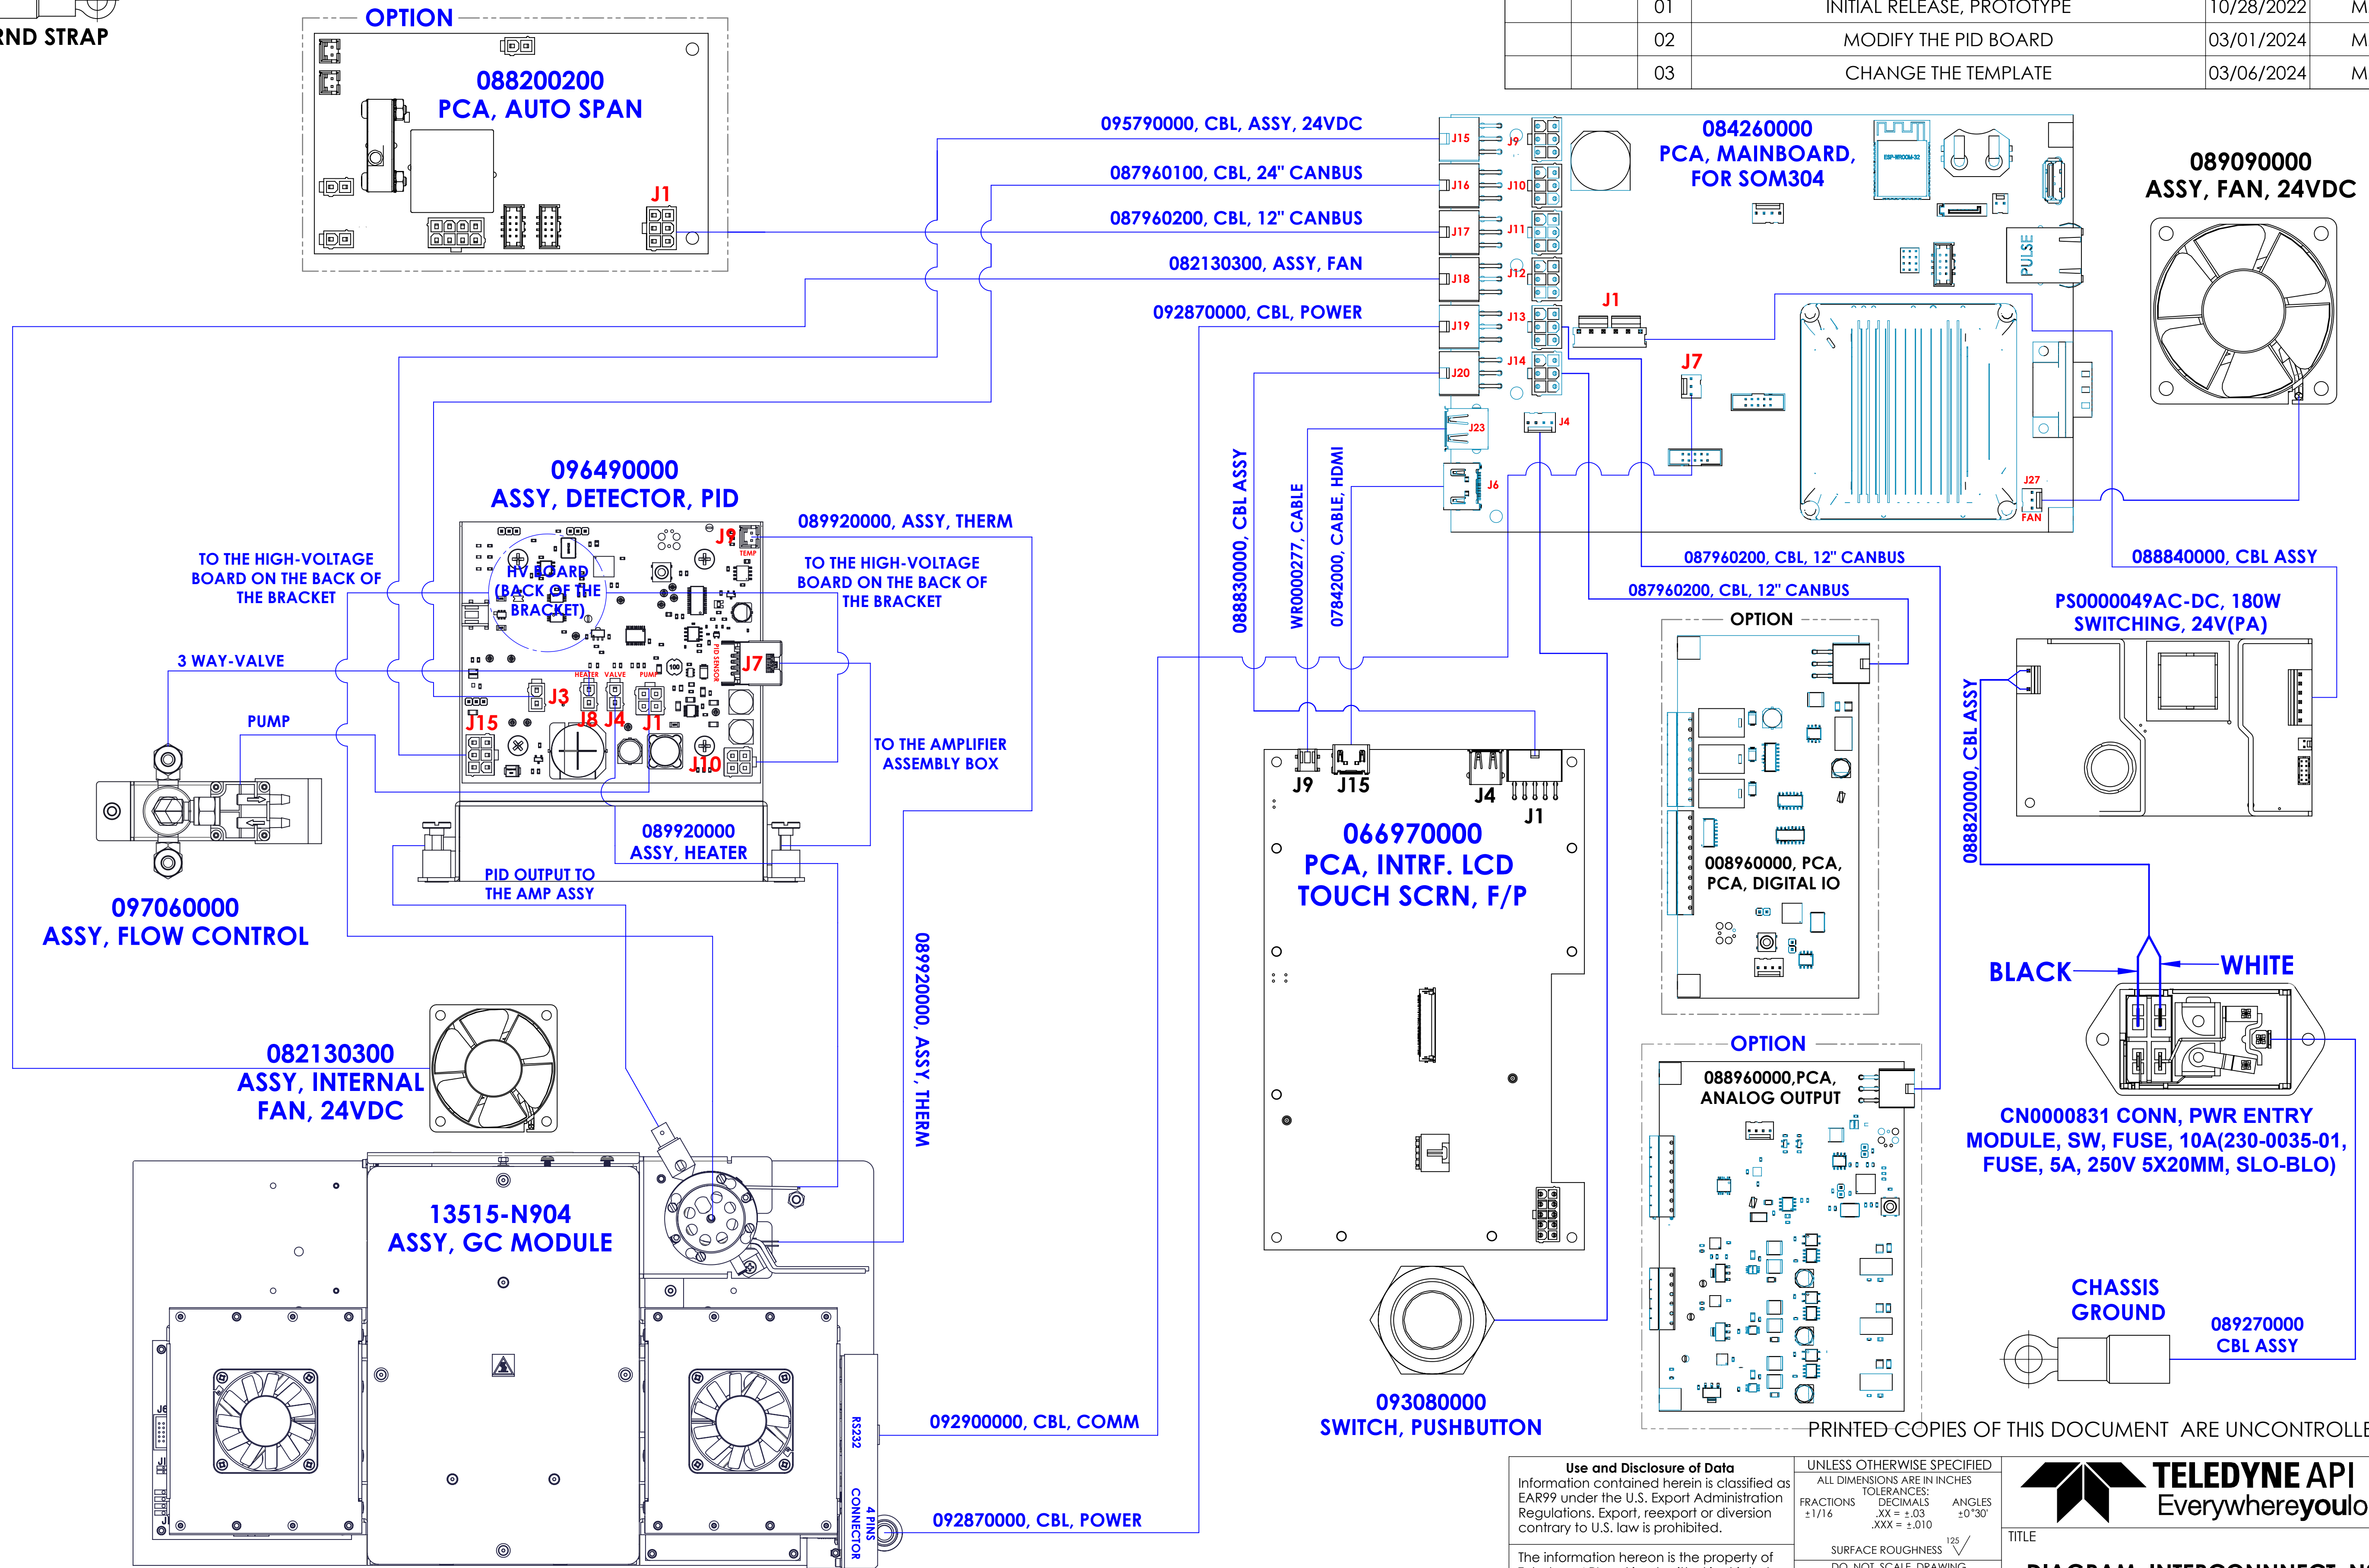 RND STRAP
OPTION
088200200
PCA, AUTO SPAN
J1
01 INITIAL RELEASE, PROTOTYPE 10/28/2022 M
02 MODIFY THE PID BOARD 03/01/2024 M
03 CHANGE THE TEMPLATE 03/06/2024 M
095790000, CBL, ASSY, 24VDC
087960100, CBL, 24" CANBUS
087960200, CBL, 12" CANBUS
082130300, ASSY, FAN
092870000, CBL, POWER
J15
J16
J17
J18
J19
J20
J23
J6
J9
J10
J11
J12
J13
J14
J4
J1
J7
084260000
PCA, MAINBOARD,
FOR SOM304
ESP-WROOM-32
PULSE
J27
FAN
089090000
ASSY, FAN, 24VDC
096490000
ASSY, DETECTOR, PID
TO THE HIGH-VOLTAGE
BOARD ON THE BACK OF
THE BRACKET
HV BOARD
(BACK OF THE
BRACKET)
J9
TEMP
089920000, ASSY, THERM
TO THE HIGH-VOLTAGE
BOARD ON THE BACK OF
THE BRACKET
3 WAY-VALVE
PUMP
HEATER VALVE PUMP
PID SENSOR
J7
J3
J8 J4
J1
J15
J10
100
TO THE AMPLIFIER
ASSEMBLY BOX
089920000
ASSY, HEATER
PID OUTPUT TO
THE AMP ASSY
097060000
ASSY, FLOW CONTROL
089920000, ASSY, THERM
082130300
ASSY, INTERNAL
FAN, 24VDC
13515-N904
ASSY, GC MODULE
RS232
4 PINS
CONNECTOR
092900000, CBL, COMM
092870000, CBL, POWER
088830000, CBL ASSY
WR0000277, CABLE
07842000, CABLE, HDMI
087960200, CBL, 12" CANBUS
087960200, CBL, 12" CANBUS
088840000, CBL ASSY
J9
J15
J4
J1
066970000
PCA, INTRF. LCD
TOUCH SCRN, F/P
093080000
SWITCH, PUSHBUTTON
OPTION
008960000, PCA,
PCA, DIGITAL IO
OPTION
088960000,PCA,
ANALOG OUTPUT
PS0000049AC-DC, 180W
SWITCHING, 24V(PA)
088820000, CBL ASSY
BLACK
WHITE
CN0000831 CONN, PWR ENTRY
MODULE, SW, FUSE, 10A(230-0035-01,
FUSE, 5A, 250V 5X20MM, SLO-BLO)
CHASSIS
GROUND
089270000
CBL ASSY
PRINTED COPIES OF THIS DOCUMENT ARE UNCONTROLLE
Use and Disclosure of Data
Information contained herein is classified as
EAR99 under the U.S. Export Administration
Regulations. Export, reexport or diversion
contrary to U.S. law is prohibited.
The information hereon is the property of
UNLESS OTHERWISE SPECIFIED
ALL DIMENSIONS ARE IN INCHES
TOLERANCES:
FRACTIONS DECIMALS ANGLES
±1/16 .XX = ±.03 ±0°30'
.XXX = ±.010
125
SURFACE ROUGHNESS
DO NOT SCALE DRAWING
TELEDYNE API
Everywhereyoulo
TITLE